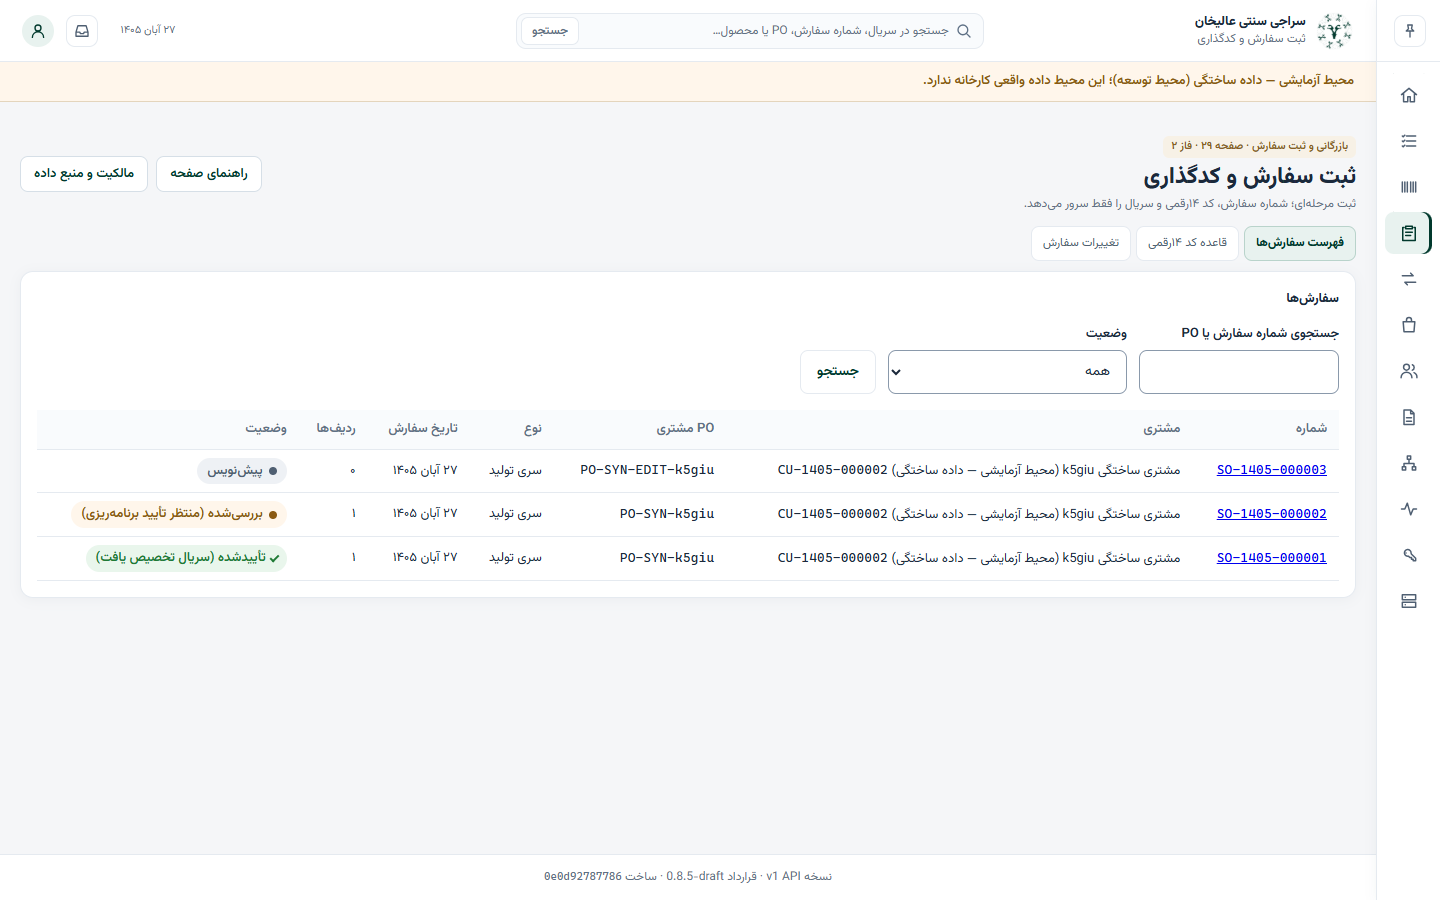 سراجی سنتی عالیخان
ثبت سفارش و کدگذاری
جستجو در سریال، شماره سفارش، PO یا محصول...
جستجو
۲۷ آبان ۱۴۰۵
محیط آزمایشی — داده ساختگی (محیط توسعه)؛ این محیط داده واقعی کارخانه ندارد.
بازرگانی و ثبت سفارش · صفحه ۲۹ · فاز ۲
ثبت سفارش و کدگذاری
ثبت مرحله‌ای؛ شماره سفارش، کد ۱۴رقمی و سریال را فقط سرور می‌دهد.
راهنمای صفحه
مالکیت و منبع داده
فهرست سفارش‌ها
قاعده کد ۱۴رقمی
تغییرات سفارش
سفارش‌ها
جستجوی شماره سفارش یا PO
وضعیت
همه
جستجو
شماره مشتری PO مشتری نوع تاریخ سفارش ردیف‌ها وضعیت
SO-1405-000003 مشتری ساختگی k5giu (محیط آزمایشی — داده ساختگی) CU-1405-000002 PO-SYN-EDIT-k5giu سری تولید ۲۷ آبان ۱۴۰۵ ۰ پیش‌نویس
SO-1405-000002 مشتری ساختگی k5giu (محیط آزمایشی — داده ساختگی) CU-1405-000002 PO-SYN-k5giu سری تولید ۲۷ آبان ۱۴۰۵ ۱ بررسی‌شده (منتظر تأیید برنامه‌ریزی)
SO-1405-000001 مشتری ساختگی k5giu (محیط آزمایشی — داده ساختگی) CU-1405-000002 PO-SYN-k5giu سری تولید ۲۷ آبان ۱۴۰۵ ۱ تأییدشده (سریال تخصیص یافت)
نسخه API v1 · قرارداد 0.8.5-draft · ساخت 0e0d92787786